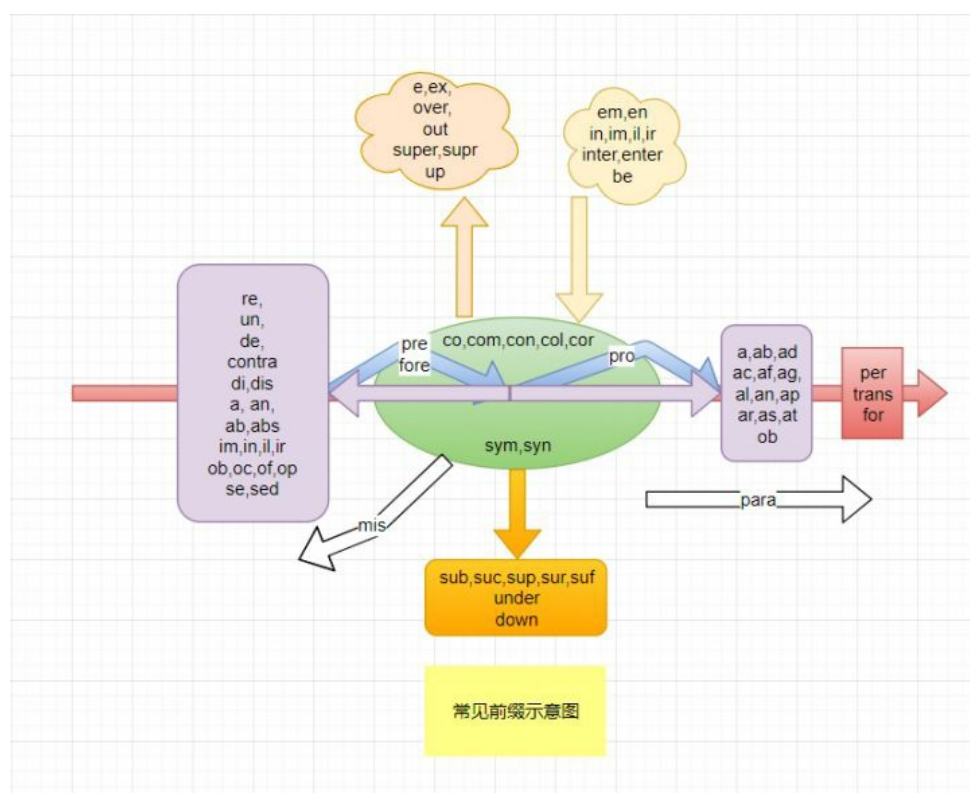 e,ex,
over,
out
super,supr
up
em,en
in,im,il,ir
inter,enter
be
re,
un,
de,
contra
di,dis
a, an,
ab,abs
im,in,il,ir
ob,oc,of,op
se,sed
pre
fore
co,com,con,col,cor
pro
sym,syn
a,ab,ad
ac,af,ag,
al,an,ap
ar,as,at
ob
per
trans
for
mis
para
sub,suc,sup,sur,suf
under
down
常见前缀示意图